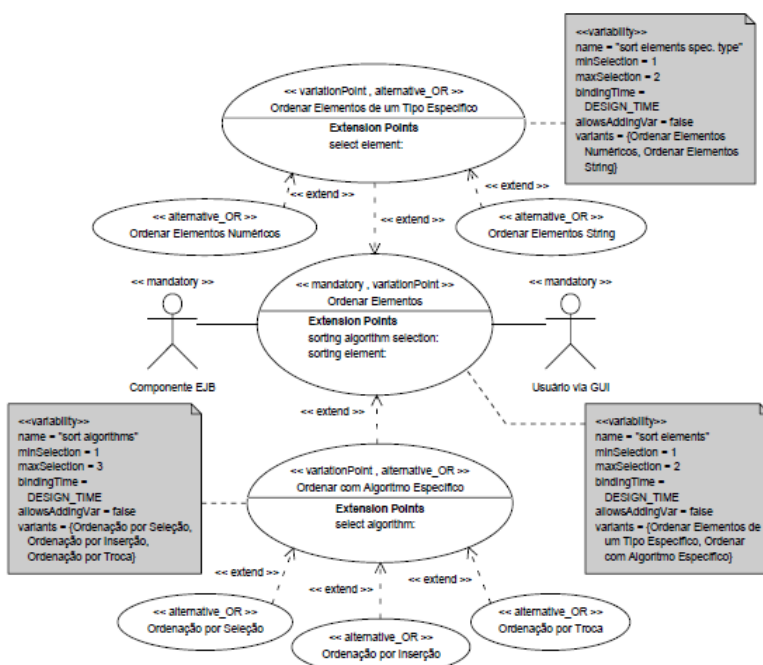 <<variability>>
name = "sort elements spec. type"
minSelection = 1
maxSelection = 2
bindingTime =
DESIGN_TIME
allowsAddingVar = false
variants = {Ordenar Elementos
Numéricos, Ordenar Elementos
String}
<< variationPoint , alternative_OR >>
Ordenar Elementos de um Tipo Específico
Extension Points
select element:
<< extend >>
<< extend >>
<< extend >>
<< alternative_OR >>
Ordenar Elementos Numéricos
<< alternative_OR >>
Ordenar Elementos String
<< mandatory >>
Componente EJB
<< mandatory , variationPoint >>
Ordenar Elementos
Extension Points
sorting algorithm selection:
sorting element:
<< mandatory >>
Usuário via GUI
<< extend >>
<<variability>>
name = "sort algorithms"
minSelection = 1
maxSelection = 3
bindingTime =
DESIGN_TIME
allowsAddingVar = false
variants = {Ordenação por Seleção,
Ordenação por Inserção,
Ordenação por Troca}
<< variationPoint , alternative_OR >>
Ordenar com Algoritmo Específico
Extension Points
select algorithm:
<<variability>>
name = "sort elements"
minSelection = 1
maxSelection = 2
bindingTime =
DESIGN_TIME
allowsAddingVar = false
variants = {Ordenar Elementos de
um Tipo Específico, Ordenar
com Algoritmo Específico}
<< extend >>
<< extend >>
<< extend >>
<< alternative_OR >>
Ordenação por Seleção
<< alternative_OR >>
Ordenação por Inserção
<< alternative_OR >>
Ordenação por Troca